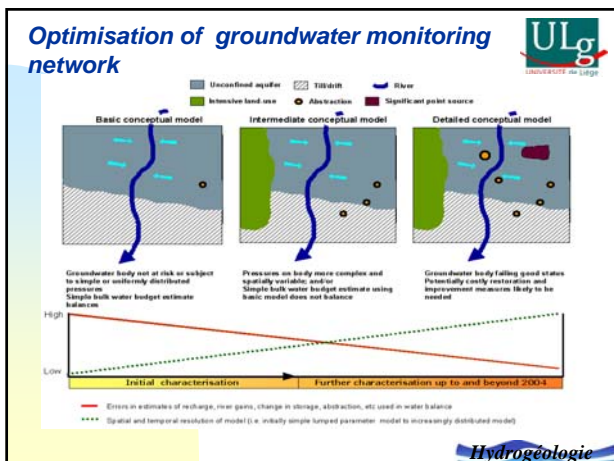 Optimisation of groundwater monitoring
network
ULg
UNIVERSITÉ de Liège
Unconfined aquifer
Till/drift
River
Intensive land-use
Abstraction
Significant point source
Basic conceptual model
Intermediate conceptual model
Detailed conceptual model
Groundwater body not at risk or subject
to simple or uniformly distributed
pressures
Simple bulk water budget estimate
balances
Pressures on body more complex and
spatially variable; and/or
Simple bulk water budget estimate using
basic model does not balance
Groundwater body failing good status
Potentially costly restoration and
improvement measures likely to be
needed
High
Low
Initial characterisation
Further characterisation up to and beyond 2004
Errors in estimates of recharge, river gains, change in storage, abstraction, etc used in water balance
Spatial and temporal resolution of model (i.e. initially simple lumped parameter model to increasingly distributed model)
Hydrogéologie